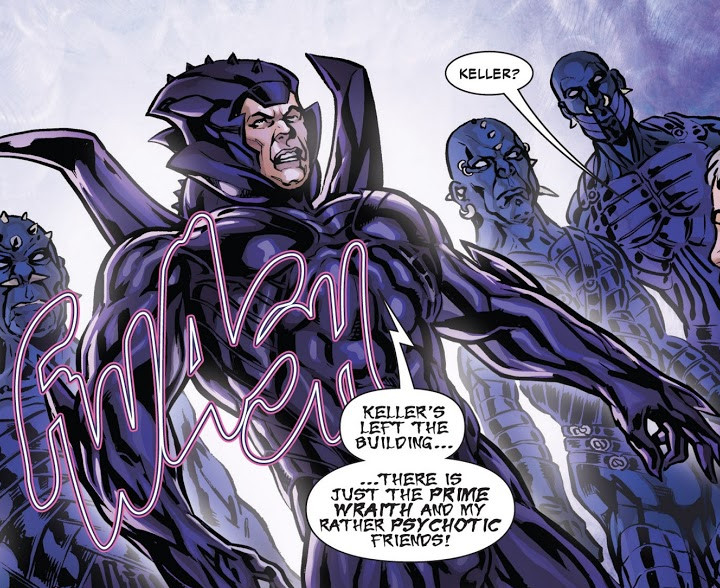 KELLER?
KELLER'S
LEFT THE
BUILDING...
...THERE IS
JUST THE PRIME
WRAITH AND MY
RATHER PSYCHOTIC
FRIENDS!